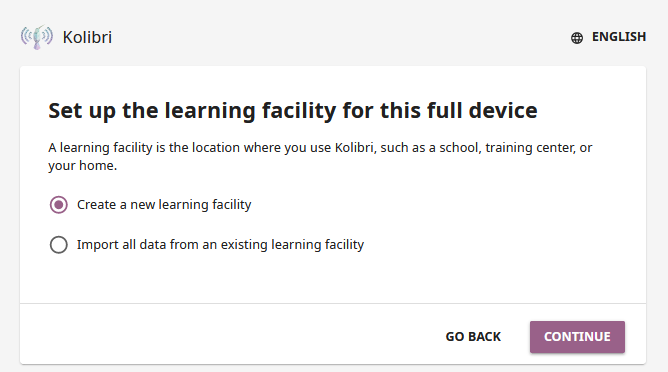 Kolibri
ENGLISH
Set up the learning facility for this full device
A learning facility is the location where you use Kolibri, such as a school, training center, or
your home.
Create a new learning facility
Import all data from an existing learning facility
GO BACK
CONTINUE